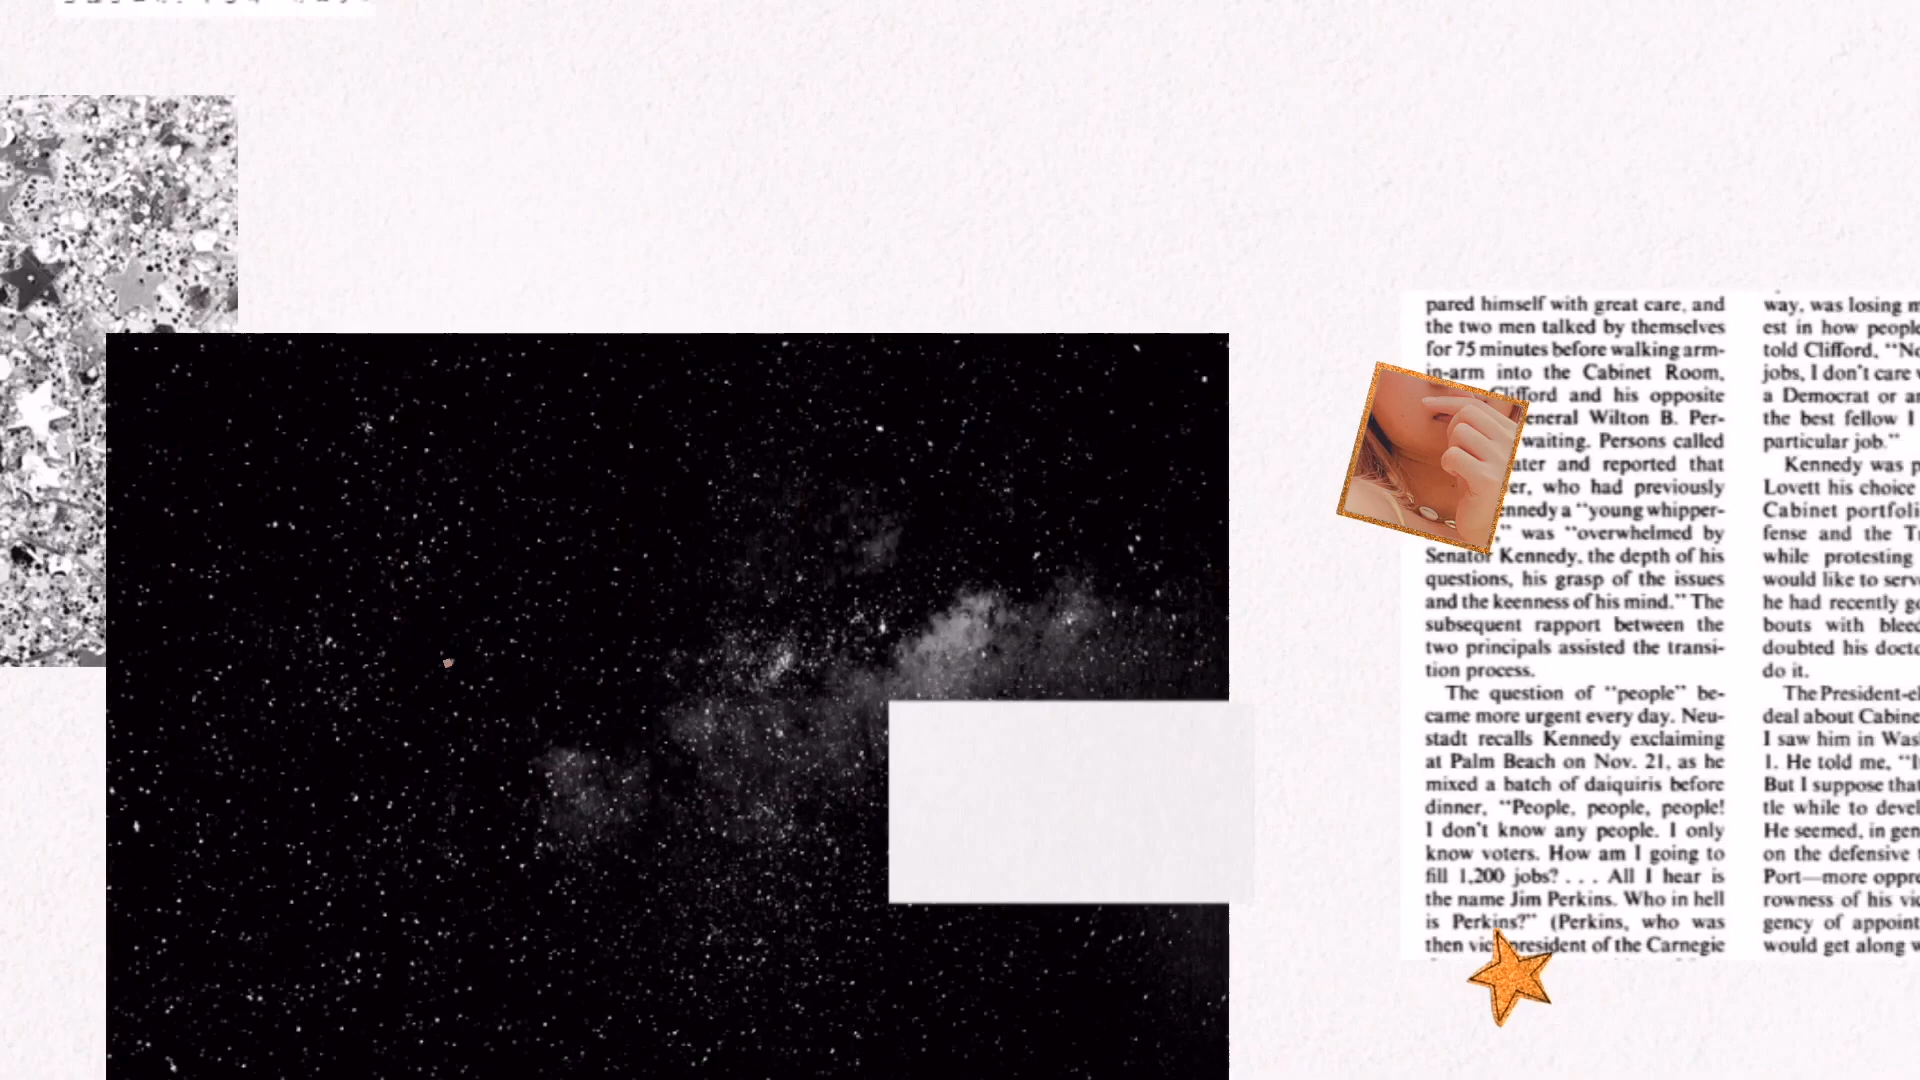 pared himself with great care, and
the two men talked by themselves
for 75 minutes before walking arm-
in-arm into the Cabinet Room,
Clifford and his opposite
eneral Wilton B. Per-
waiting. Persons called
ater and reported that
er, who had previously
ennedy a “young whipper-
,” was “overwhelmed by
Senator Kennedy, the depth of his
questions, his grasp of the issues
and the keenness of his mind.” The
subsequent rapport between the
two principals assisted the transi-
tion process.
The question of “people” be-
came more urgent every day. Neu-
stadt recalls Kennedy exclaiming
at Palm Beach on Nov. 21, as he
mixed a batch of daiquiris before
dinner, “People, people, people!
I don't know any people. I only
know voters. How am I going to
fill 1,200 jobs? . . . All I hear is
the name Jim Perkins. Who in hell
is Perkins?” (Perkins, who was
then vice president of the Carnegie
way, was losing
est in how people
told Clifford, “No
jobs, I don't care
a Democrat or an
the best fellow I
particular job.”
Kennedy was p
Lovett his choice
Cabinet portfoli
fense and the Tr
while protesting
would like to serv
he had recently g
bouts with bleed
doubted his docto
do it.
The President-el
deal about Cabine
I saw him in Wash
1. He told me, “I
But I suppose that
tle while to devel
He seemed, in gen
on the defensive
Port—more oppre
rowness of his vic
gency of appoint
would get along w